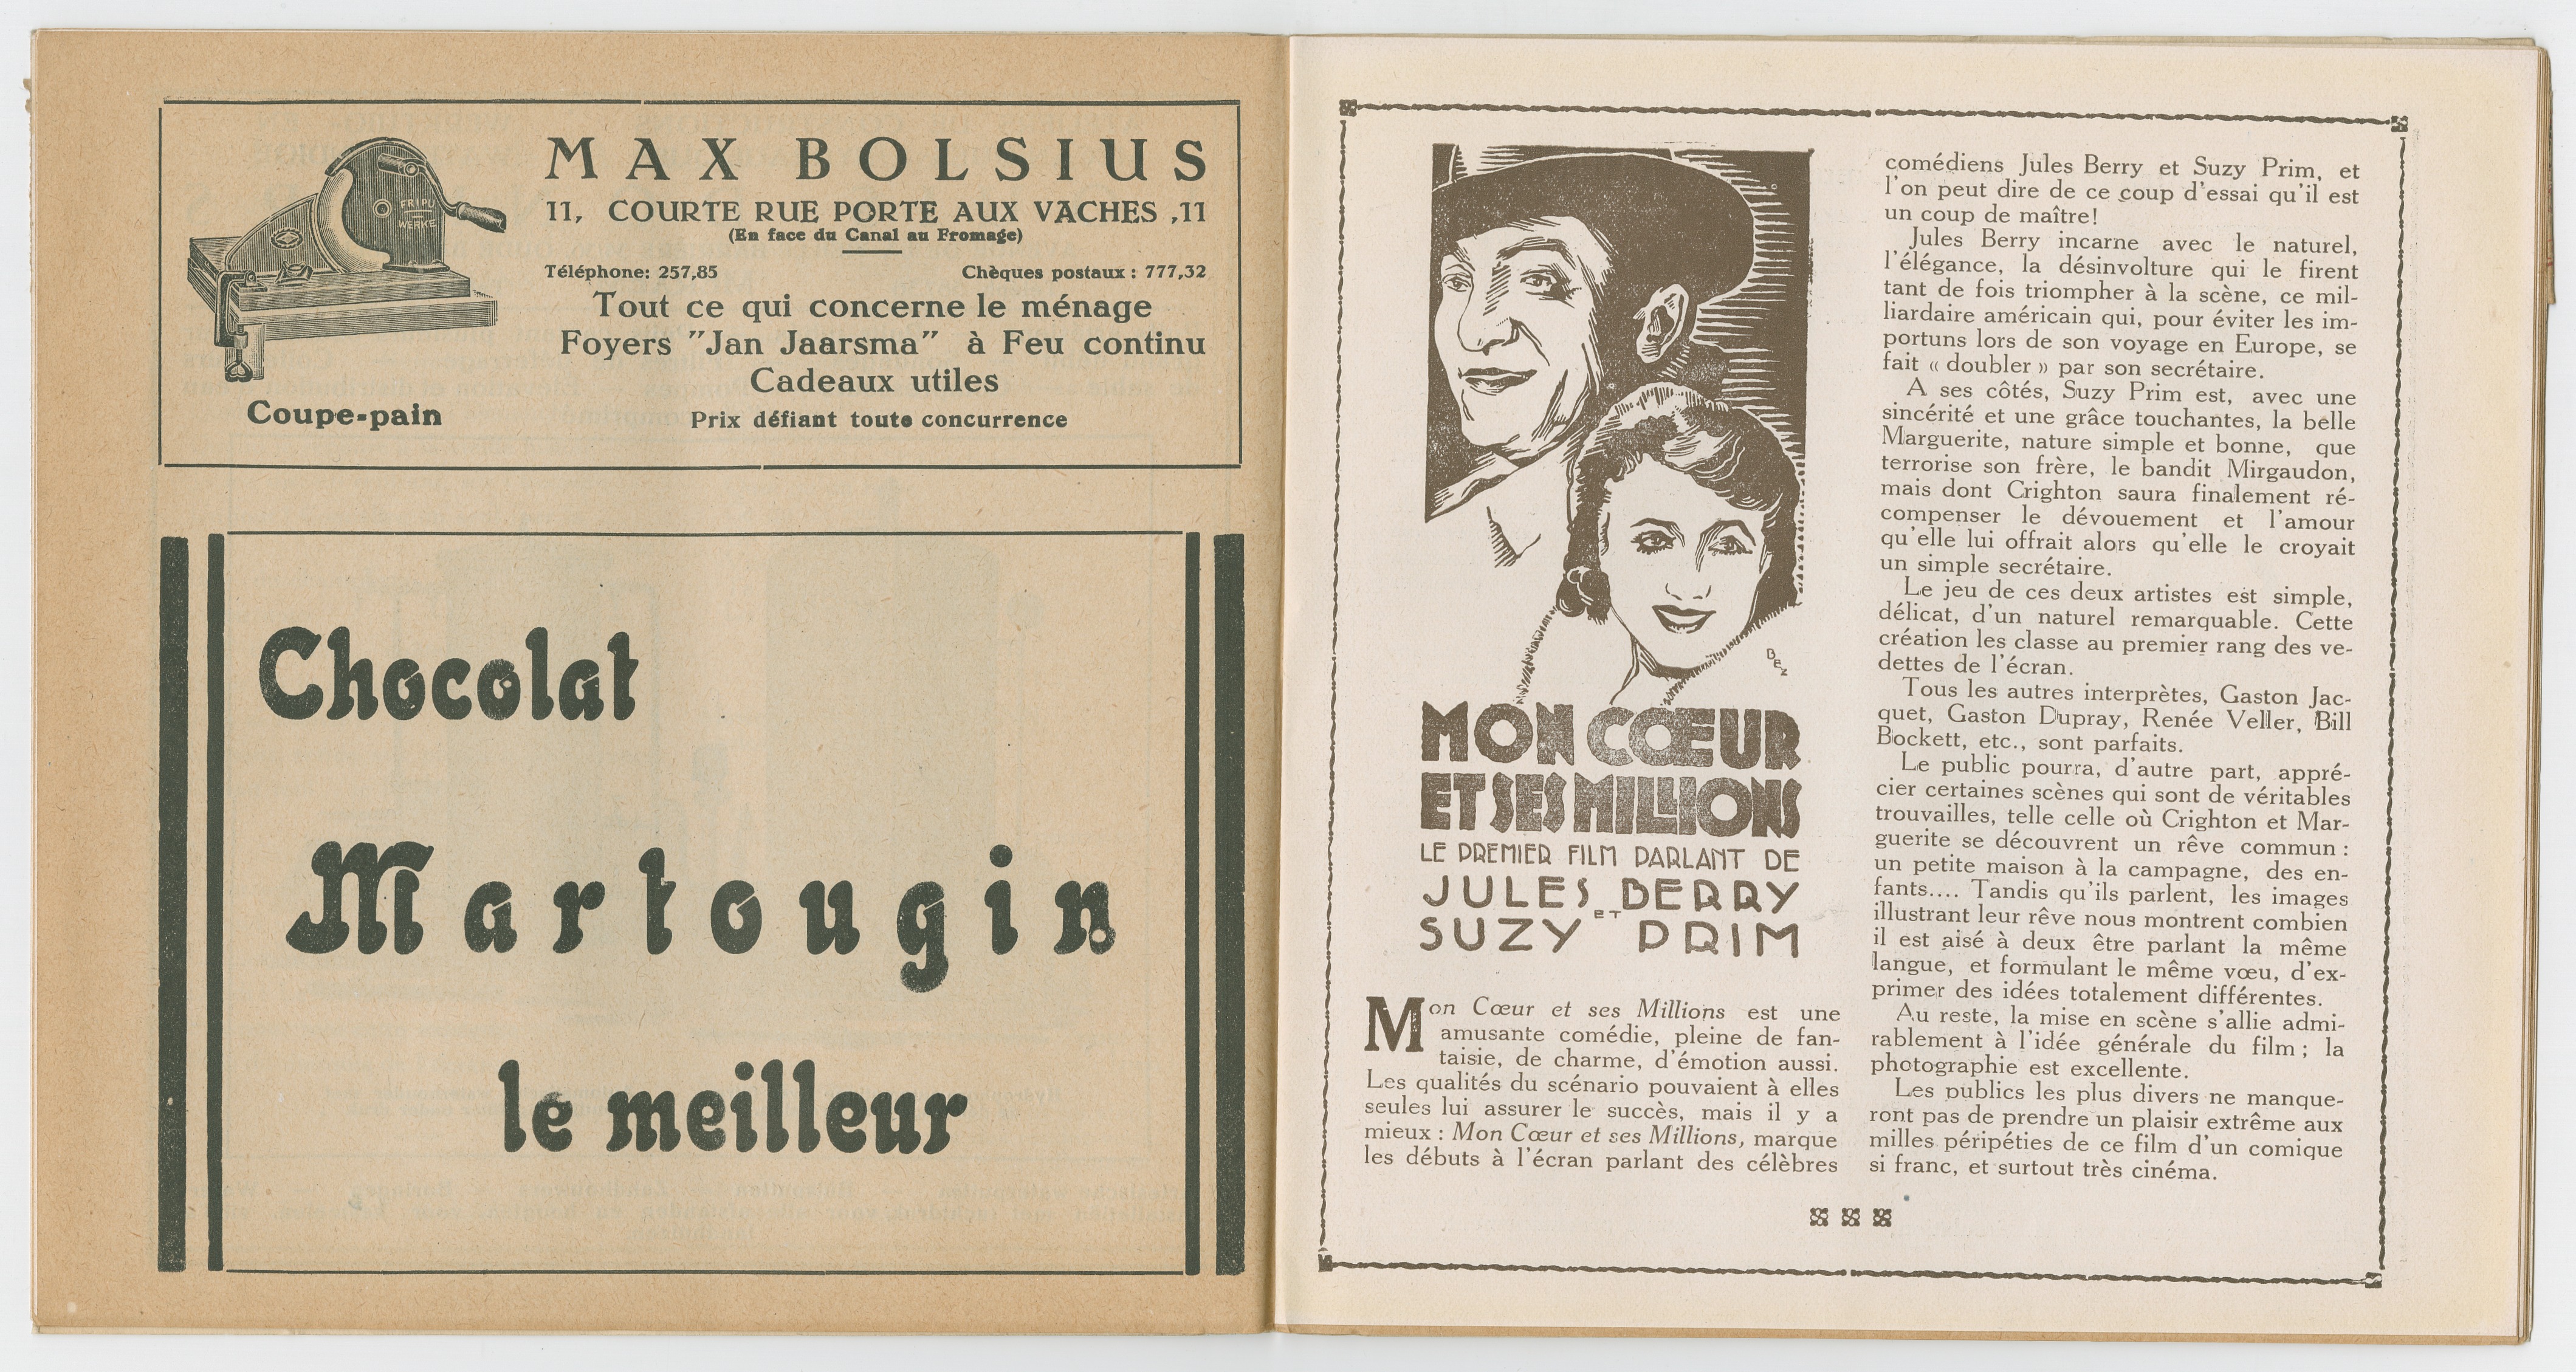 FRIPU
WERKE
Coupe-pain
MAX BOLSIUS
11, COURTE RUE PORTE AUX VACHES ,11
(En face du Canal au Fromage)
Téléphone: 257,85
Chèques postaux : 777,32
Tout ce qui concerne le ménage
Foyers "Jan Jaarsma" à Feu continu
Cadeaux utiles
Prix défiant toute concurrence
Chocolat
Martougin
le meilleur
BEZ
MON CŒUR
ET SES MILLIONS
LE PREMIER FILM PARLANT DE
JULES BERRY
ET
SUZY PRIM
Mon Cœur et ses Millions est une
amusante comédie, pleine de fan-
taisie, de charme, d'émotion aussi.
Les qualités du scénario pouvaient à elles
seules lui assurer le succès, mais il y a
mieux : Mon Cœur et ses Millions, marque
les débuts à l'écran parlant des célèbres
comédiens Jules Berry et Suzy Prim, et
l'on peut dire de ce coup d'essai qu'il est
un coup de maître!
Jules Berry incarne avec le naturel,
l'élégance, la désinvolture qui le firent
tant de fois triompher à la scène, ce mil-
liardaire américain qui, pour éviter les im-
portuns lors de son voyage en Europe, se
fait « doubler » par son secrétaire.
A ses côtés, Suzy Prim est, avec une
sincérité et une grâce touchantes, la belle
Marguerite, nature simple et bonne, que
terrorise son frère, le bandit Mirgaudon,
mais dont Crighton saura finalement ré-
compenser le dévouement et l'amour
qu'elle lui offrait alors qu'elle le croyait
un simple secrétaire.
Le jeu de ces deux artistes est simple,
délicat, d'un naturel remarquable. Cette
création les classe au premier rang des ve-
dettes de l'écran.
Tous les autres interprètes, Gaston Jac-
quet, Gaston Dupray, Renée Veller, Bill
Bockett, etc., sont parfaits.
Le public pourra, d'autre part, appré-
cier certaines scènes qui sont de véritables
trouvailles, telle celle où Crighton et Mar-
guerite se découvrent un rêve commun :
un petite maison à la campagne, des en-
fants.... Tandis qu'ils parlent, les images
illustrant leur rêve nous montrent combien
il est aisé à deux être parlant la même
langue, et formulant le même vœu, d'ex-
primer des idées totalement différentes.
Au reste, la mise en scène s'allie admi-
rablement à l'idée générale du film ; la
photographie est excellente.
Les publics les plus divers ne manque-
ront pas de prendre un plaisir extrême aux
milles péripéties de ce film d'un comique
si franc, et surtout très cinéma.